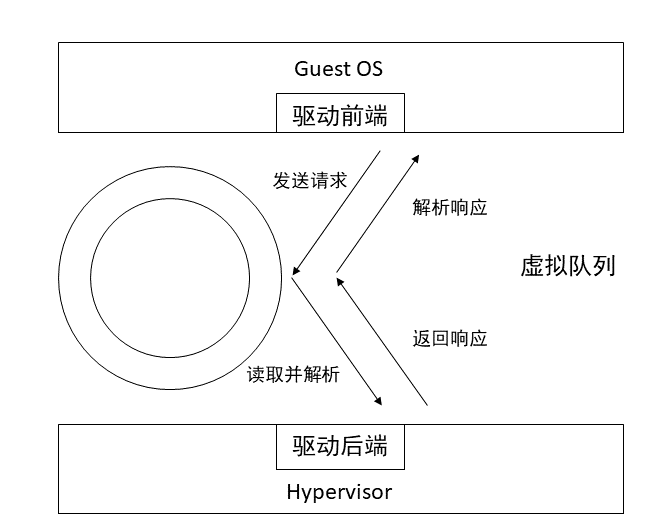 Guest OS
驱动前端
发送请求
解析响应
虚拟队列
返回响应
读取并解析
驱动后端
Hypervisor